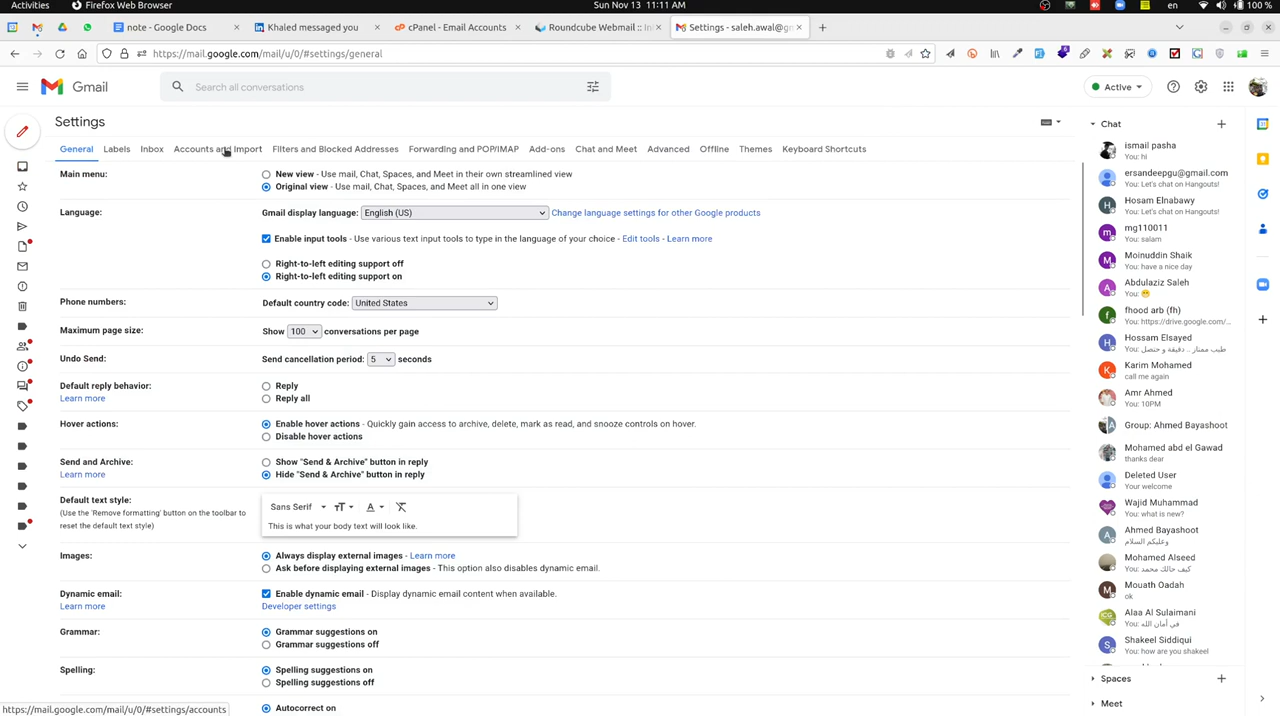 Activities
Firefox Web Browser
Sun Nov 13 11:11 AM
en
100 %
note - Google Docs
Khaled messaged you
cPanel - Email Accounts
Roundcube Webmail :: In
Settings - saleh.awal@g
https://mail.google.com/mail/u/0/#settings/general
Gmail
Search all conversations
Active
Settings
General
Labels
Inbox
Accounts and Import
Filters and Blocked Addresses
Forwarding and POP/IMAP
Add-ons
Chat and Meet
Advanced
Offline
Themes
Keyboard Shortcuts
Main menu:
New view - Use mail, Chat, Spaces, and Meet in their own streamlined view
Original view - Use mail, Chat, Spaces, and Meet all in one view
Language:
Gmail display language: English (US) Change language settings for other Google products
Enable input tools - Use various text input tools to type in the language of your choice - Edit tools - Learn more
Right-to-left editing support off
Right-to-left editing support on
Phone numbers:
Default country code: United States
Maximum page size:
Show 100 conversations per page
Undo Send:
Send cancellation period: 5 seconds
Default reply behavior:
Learn more
Reply
Reply all
Hover actions:
Enable hover actions - Quickly gain access to archive, delete, mark as read, and snooze controls on hover.
Disable hover actions
Send and Archive:
Learn more
Show "Send & Archive" button in reply
Hide "Send & Archive" button in reply
Default text style:
(Use the 'Remove formatting' button on the toolbar to
reset the default text style)
Sans Serif
This is what your body text will look like.
Images:
Always display external images - Learn more
Ask before displaying external images - This option also disables dynamic email.
Dynamic email:
Learn more
Enable dynamic email - Display dynamic email content when available.
Developer settings
Grammar:
Grammar suggestions on
Grammar suggestions off
Spelling:
Spelling suggestions on
Spelling suggestions off
Autocorrect on
https://mail.google.com/mail/u/0/#settings/accounts
Chat
ismail pasha
You: hi
ersandeepgu@gmail.com
You: Let's chat on Hangouts!
Hosam Elnabawy
You: Let's chat on Hangouts!
mg110011
You: salam
Moinuddin Shaik
You: have a nice day
Abdulaziz Saleh
You: 😁
fhood arb (fh)
You: https://drive.google.com/...
Hossam Elsayed
You: طيب ممتاز .. دقيقة و حتصل
Karim Mohamed
call me again
Amr Ahmed
You: 10PM
Group: Ahmed Bayashoot
Mohamed abd el Gawad
thanks dear
Deleted User
Your welcome
Wajid Muhammad
You: what is new?
Ahmed Bayashoot
You: وعليكم السلام
Mohamed Alseed
You: كيف حالك محمد
Mouath Oadah
ok
Alaa Al Sulaimani
You: في أمان الله
Shakeel Siddiqui
You: how are you shakeel
Spaces
Meet